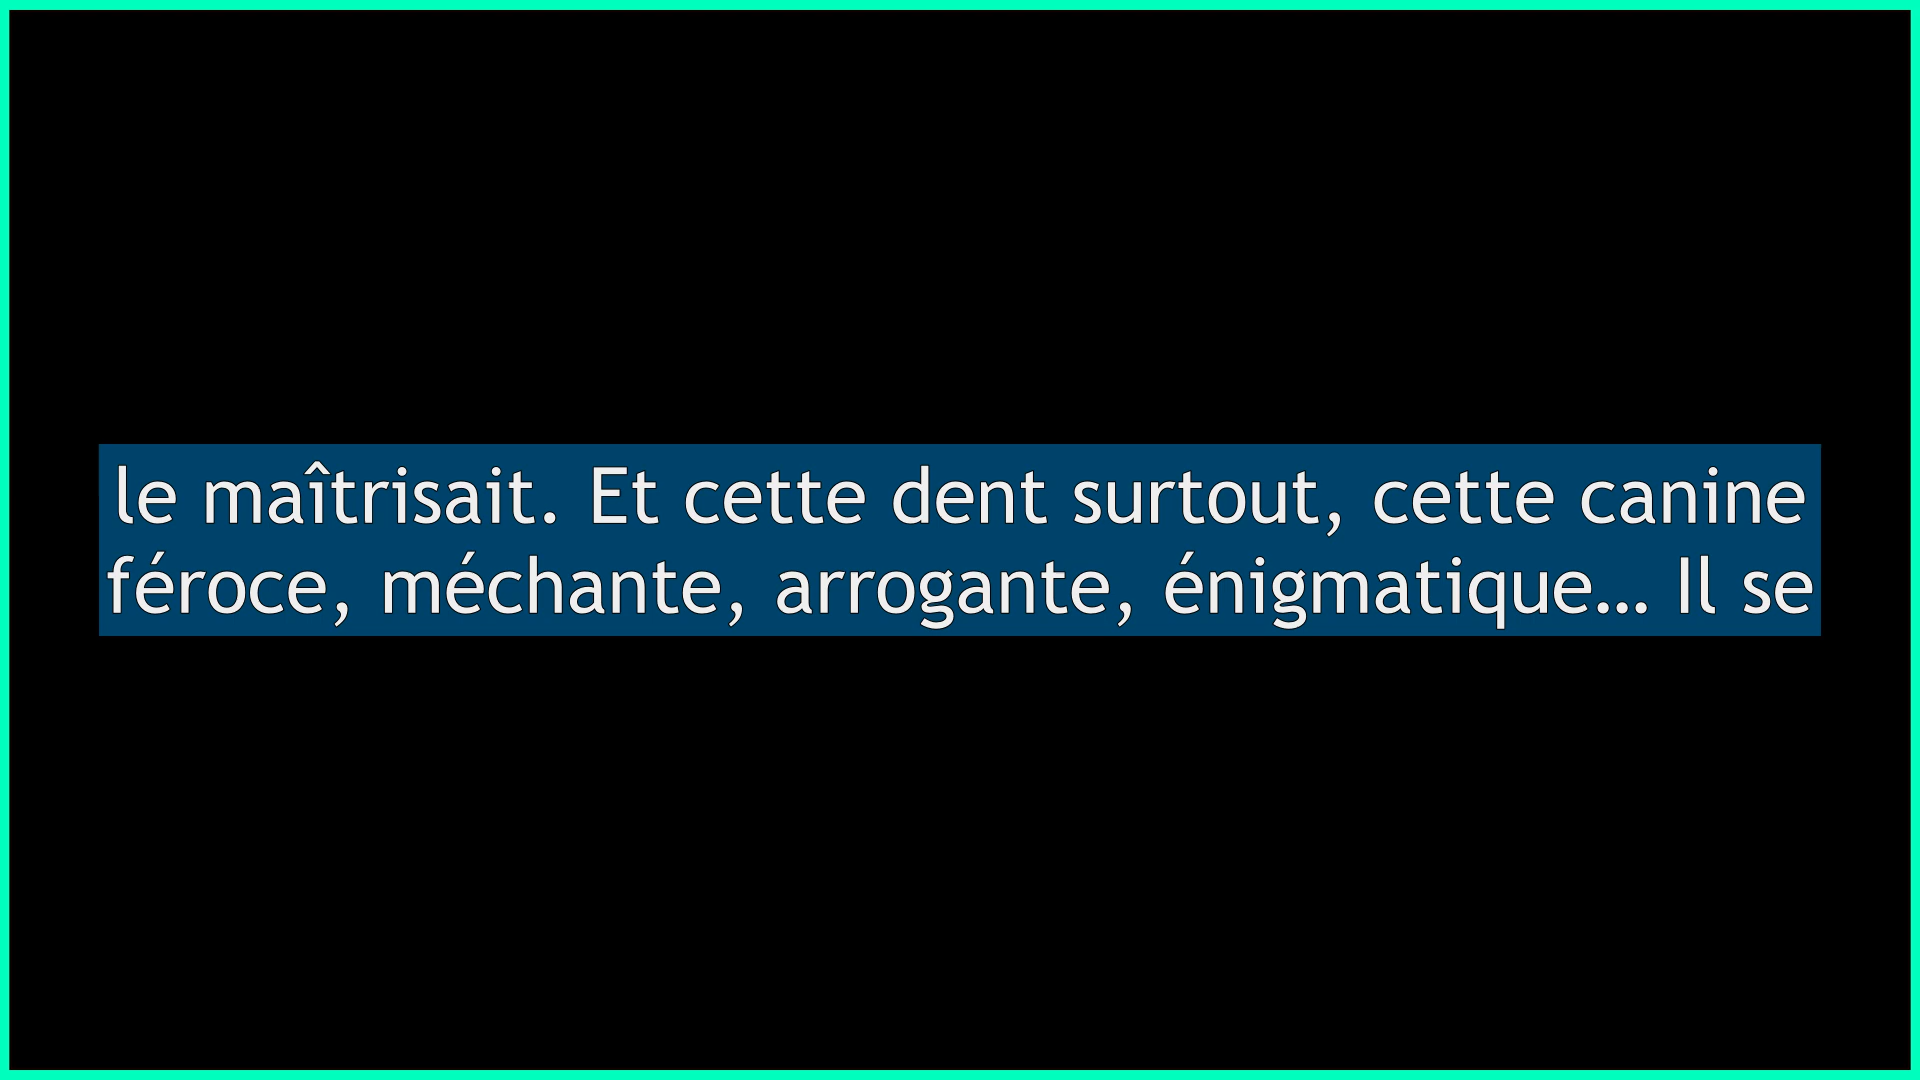 le maîtrisait. Et cette dent surtout, cette canine
féroce, méchante, arrogante, énigmatique… Il se